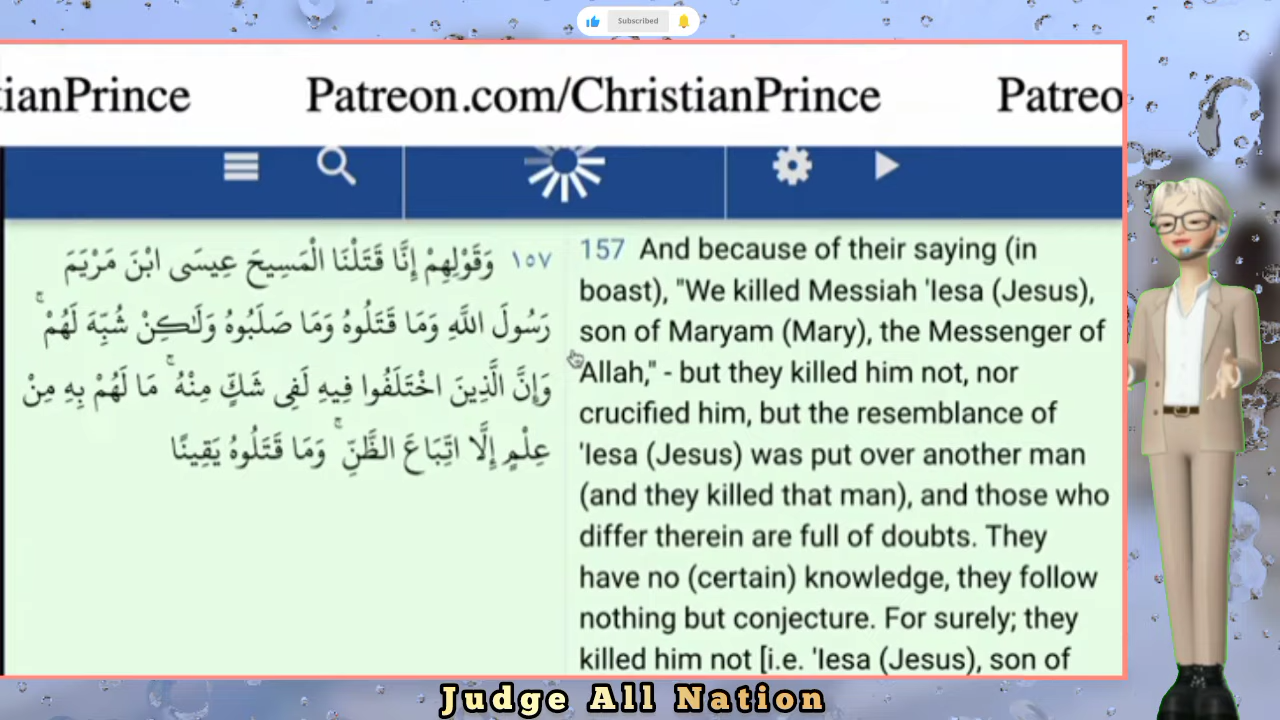 Subscribed
tianPrince Patreon.com/ChristianPrince Patreo
١٥٧ وَقَوْلِهِمْ إِنَّا قَتَلْنَا الْمَسِيحَ عِيسَى ابْنَ مَرْيَمَ
رَسُولَ اللَّهِ وَمَا قَتَلُوهُ وَمَا صَلَبُوهُ وَلَٰكِنْ شُبِّهَ لَهُمْ ۚ
وَإِنَّ الَّذِينَ اخْتَلَفُوا فِيهِ لَفِي شَكٍّ مِنْهُ ۚ مَا لَهُمْ بِهِ مِنْ
عِلْمٍ إِلَّا اتِّبَاعَ الظَّنِّ ۚ وَمَا قَتَلُوهُ يَقِينًا
157 And because of their saying (in
boast), "We killed Messiah 'Iesa (Jesus),
son of Maryam (Mary), the Messenger of
Allah," - but they killed him not, nor
crucified him, but the resemblance of
'Iesa (Jesus) was put over another man
(and they killed that man), and those who
differ therein are full of doubts. They
have no (certain) knowledge, they follow
nothing but conjecture. For surely; they
killed him not [i.e. 'Iesa (Jesus), son of
Judge All Nation